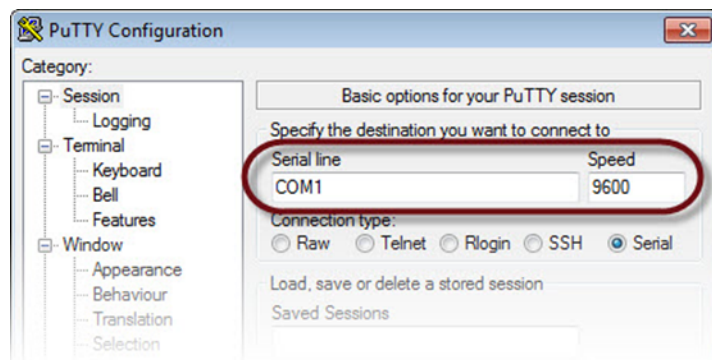 PuTTY Configuration
Category:
Session
Logging
Terminal
Keyboard
Bell
Features
Window
Appearance
Behaviour
Translation
Selection
Basic options for your PuTTY session
Specify the destination you want to connect to
Serial line Speed
COM1 9600
Connection type:
Raw Telnet Rlogin SSH Serial
Load, save or delete a stored session
Saved Sessions